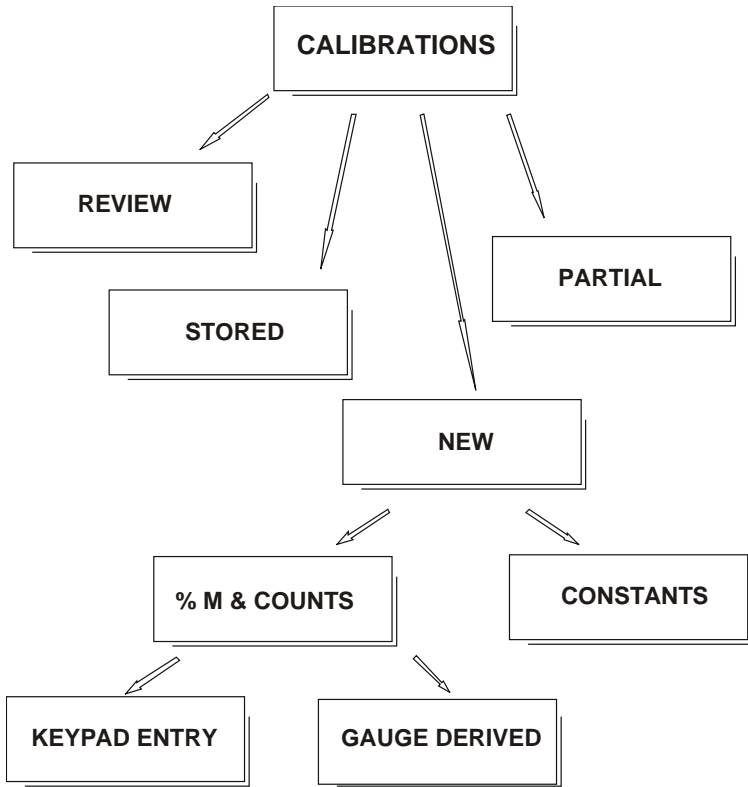 CALIBRATIONS
REVIEW
PARTIAL
STORED
NEW
% M & COUNTS
CONSTANTS
KEYPAD ENTRY
GAUGE DERIVED